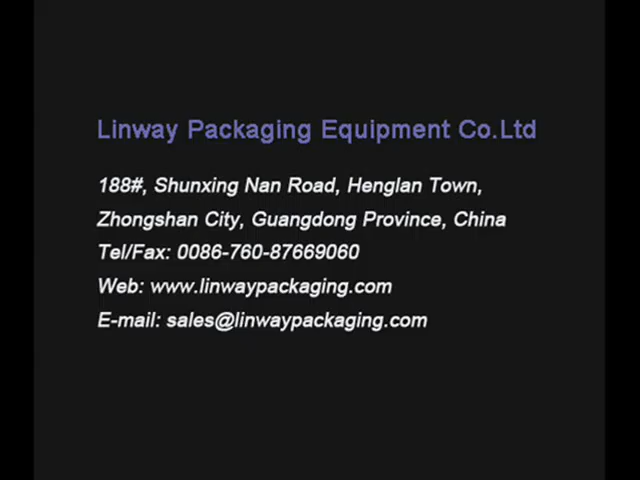 Linway Packaging Equipment Co.Ltd
188#, Shunxing Nan Road, Henglan Town,
Zhongshan City, Guangdong Province, China
Tel/Fax: 0086-760-87669060
Web: www.linwaypackaging.com
E-mail: sales@linwaypackaging.com